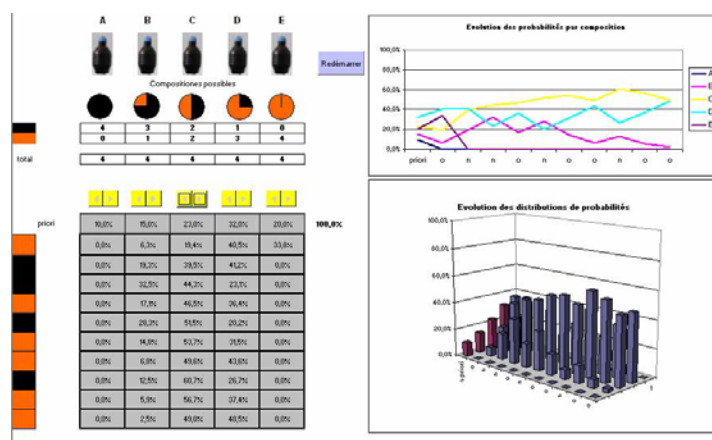 A B C D E
Redémarrer
Compositiones possibles
4 3 2 1 0
0 1 2 3 4
total 4 4 4 4 4
priori 10,0% 15,0% 23,0% 32,0% 20,0% 100,0%
0,0% 6,3% 19,4% 40,5% 33,8%
0,0% 19,3% 39,5% 41,2% 0,0%
0,0% 32,5% 44,3% 23,1% 0,0%
0,0% 17,1% 46,5% 36,4% 0,0%
0,0% 28,3% 51,5% 20,2% 0,0%
0,0% 14,8% 53,7% 31,5% 0,0%
0,0% 6,8% 49,6% 43,6% 0,0%
0,0% 12,5% 60,7% 26,7% 0,0%
0,0% 5,9% 56,7% 37,4% 0,0%
0,0% 2,5% 49,0% 48,5% 0,0%
Evolution des probabilités par composition
100,0%
80,0%
60,0%
40,0%
20,0%
0,0%
priori o n n o n o o n o o
A
C
D
Evolution des distributions de probabilités
100,0%
80,0%
60,0%
40,0%
20,0%
0,0%